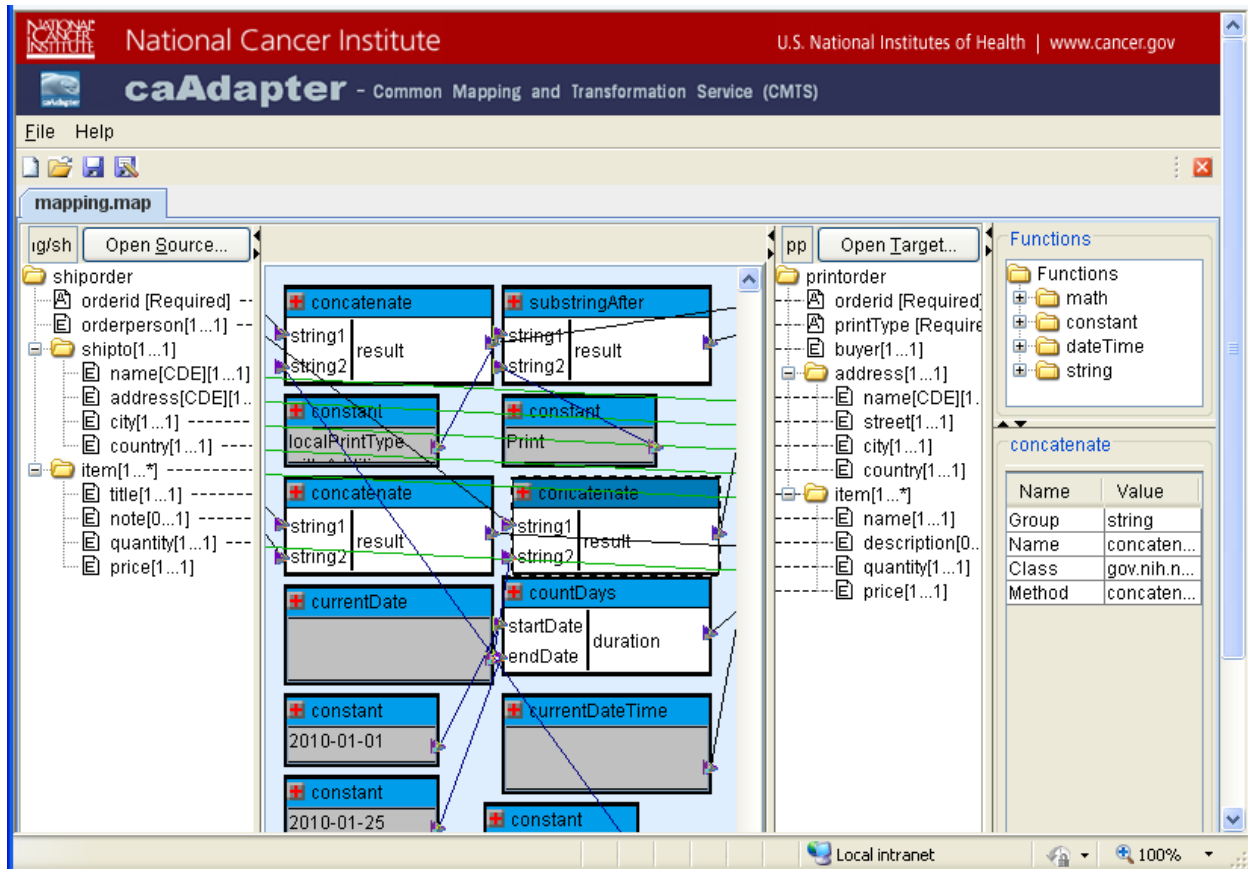 NATIONAL CANCER INSTITUTE
National Cancer Institute
U.S. National Institutes of Health | www.cancer.gov
caAdapter - Common Mapping and Transformation Service (CMTS)
File Help
mapping.map
ıg/sh Open Source...
shiporder
orderid [Required]
orderperson[1...1]
shipto[1...1]
name[CDE][1...1]
address[CDE][1..
city[1...1]
country[1...1]
item[1...*]
title[1...1]
note[0...1]
quantity[1...1]
price[1...1]
concatenate
string1
string2
result
substringAfter
string1
string2
result
constant
localPrintType
constant
Print
concatenate
string1
string2
result
concatenate
string1
string2
result
currentDate
countDays
startDate
endDate
duration
constant
2010-01-01
currentDateTime
constant
2010-01-25
constant
pp Open Target...
printorder
orderid [Required]
printType [Require
buyer[1...1]
address[1...1]
name[CDE][1..
street[1...1]
city[1...1]
country[1...1]
item[1...*]
name[1...1]
description[0..
quantity[1...1]
price[1...1]
Functions
Functions
math
constant
dateTime
string
concatenate
Name Value
Group string
Name concaten...
Class gov.nih.n...
Method concaten...
Local intranet
100%